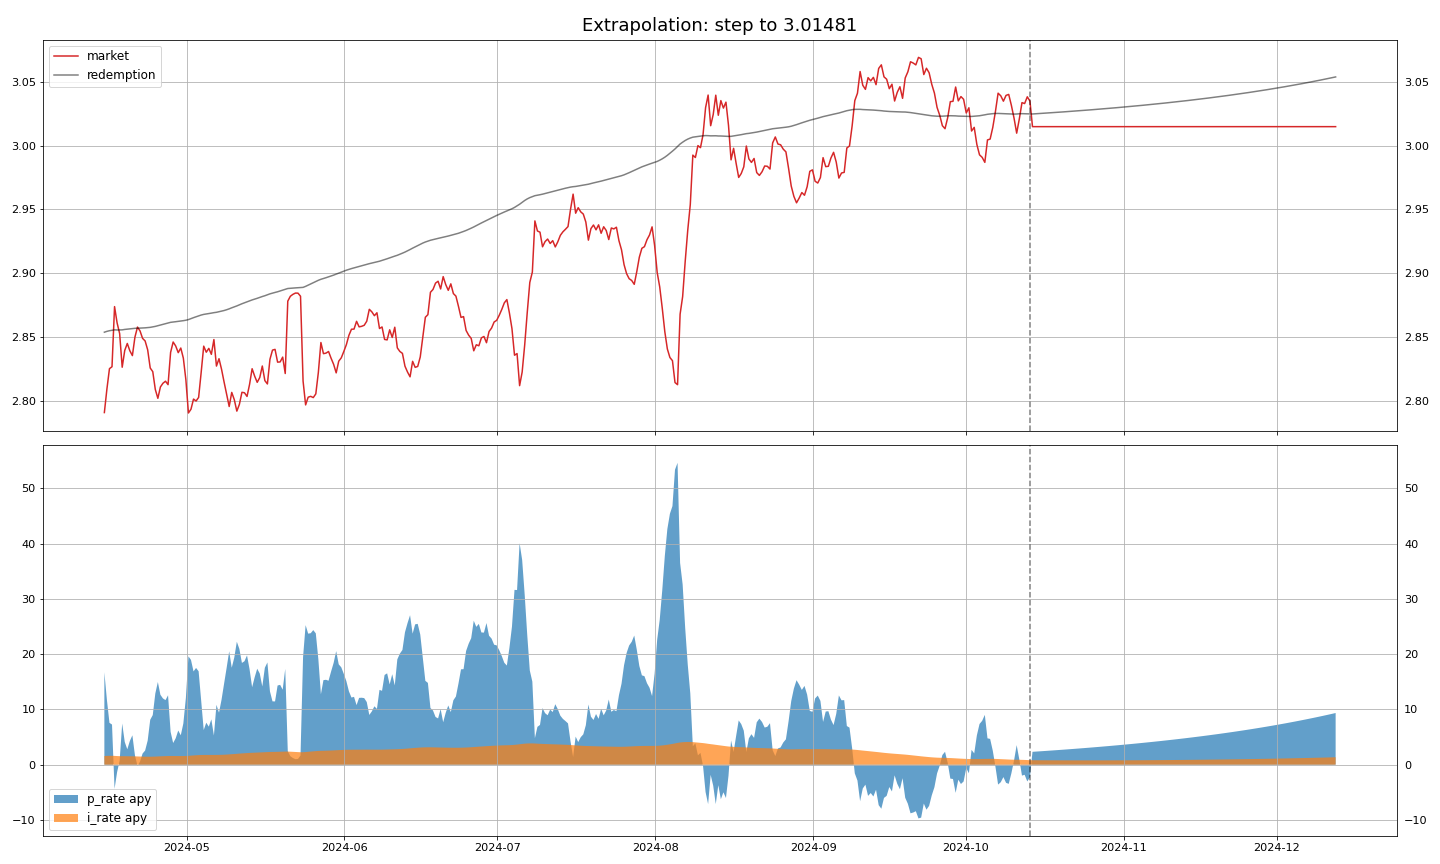 Extrapolation: step to 3.01481
market
redemption
3.05 3.05
3.00 3.00
2.95 2.95
2.90 2.90
2.85 2.85
2.80 2.80
50 50
40 40
30 30
20 20
10 10
0 0
−10 −10
p_rate apy
i_rate apy
2024-05 2024-06 2024-07 2024-08 2024-09 2024-10 2024-11 2024-12